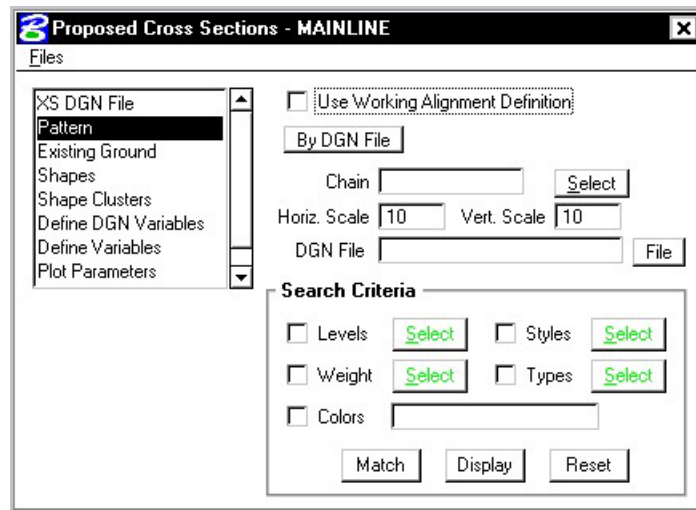 Proposed Cross Sections - MAINLINE
Files
XS DGN File
Pattern
Existing Ground
Shapes
Shape Clusters
Define DGN Variables
Define Variables
Plot Parameters
Use Working Alignment Definition
By DGN File
Chain Select
Horiz. Scale 10 Vert. Scale 10
DGN File File
Search Criteria
Levels Select Styles Select
Weight Select Types Select
Colors
Match Display Reset